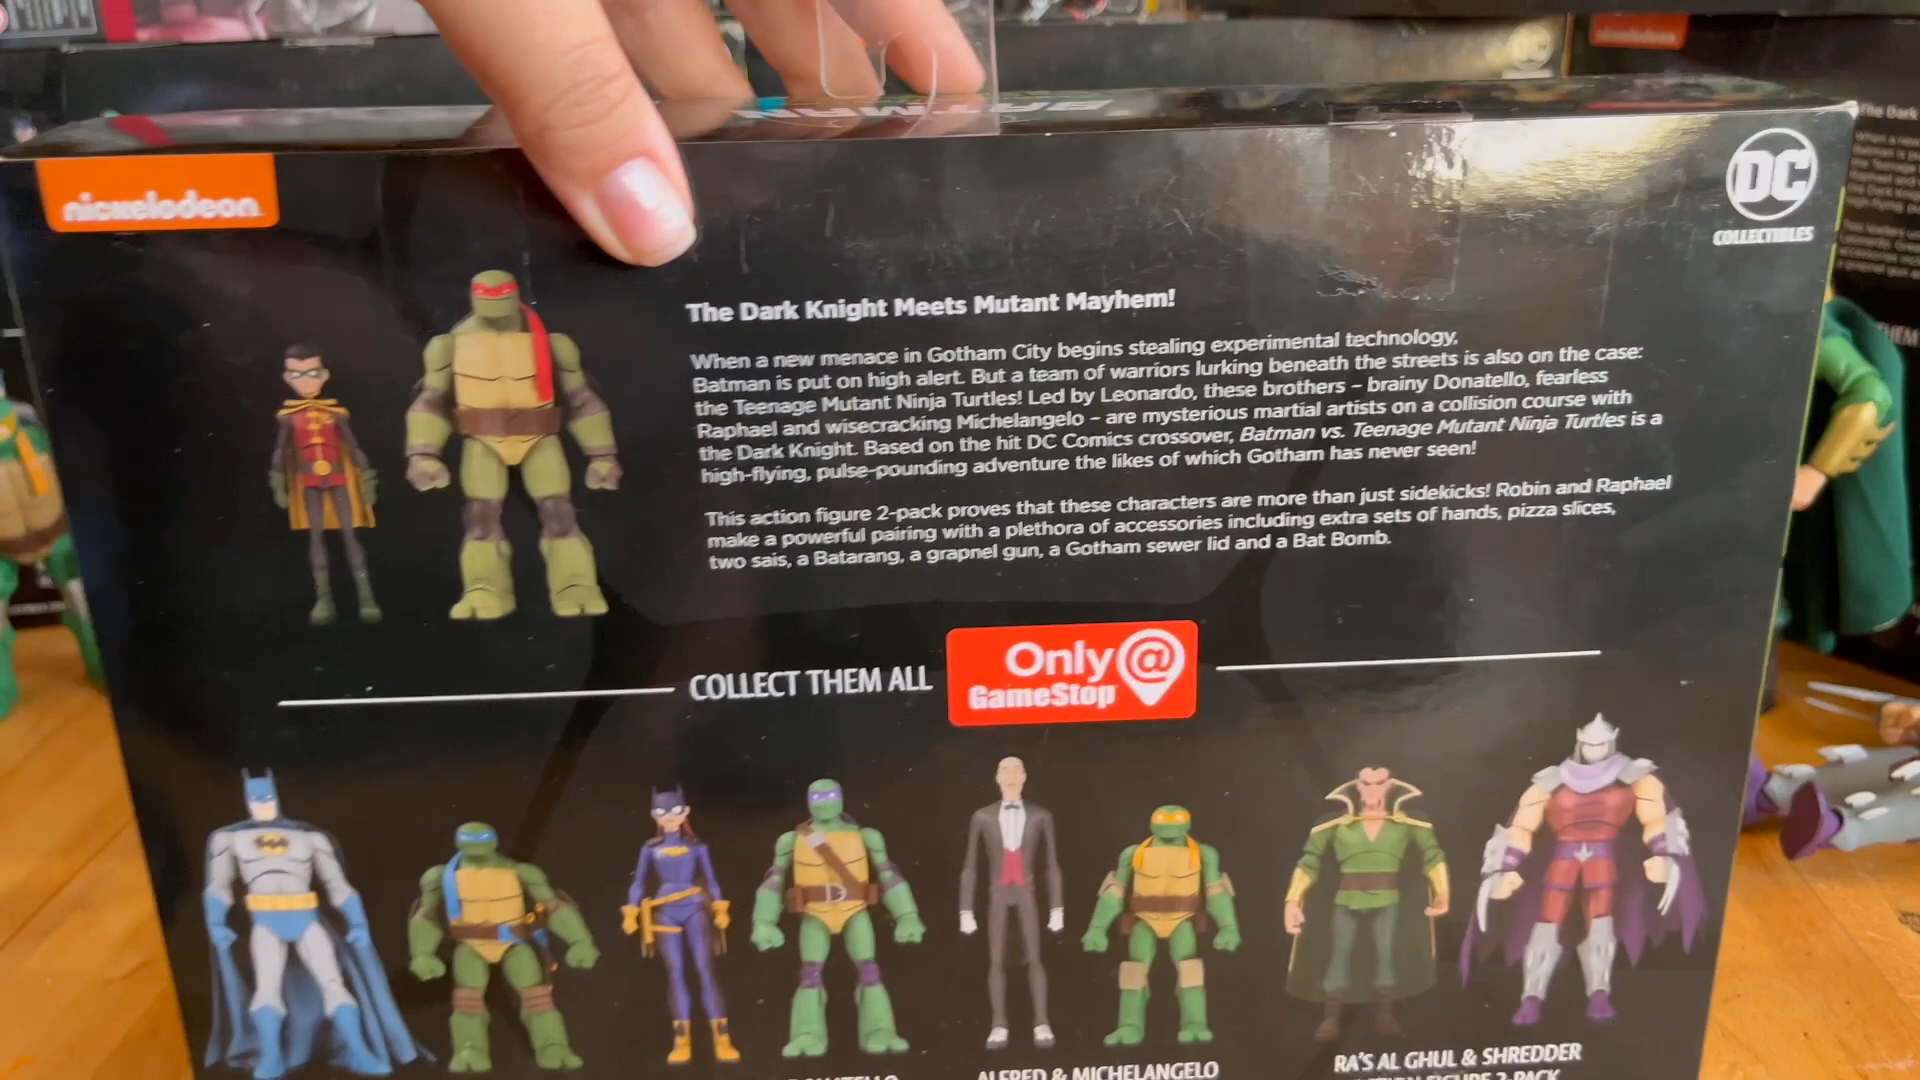 BATMAN
nickelodeon
nickelodeon
DC
COLLECTIBLES
The Dark
The Dark Knight Meets Mutant Mayhem!
When a new menace in Gotham City begins stealing experimental technology,
Batman is put on high alert. But a team of warriors lurking beneath the streets is also on the case:
the Teenage Mutant Ninja Turtles! Led by Leonardo, these brothers – brainy Donatello, fearless
Raphael and wisecracking Michelangelo – are mysterious martial artists on a collision course with
the Dark Knight. Based on the hit DC Comics crossover, Batman vs. Teenage Mutant Ninja Turtles is a
high-flying, pulse-pounding adventure the likes of which Gotham has never seen!
This action figure 2-pack proves that these characters are more than just sidekicks! Robin and Raphael
make a powerful pairing with a plethora of accessories including extra sets of hands, pizza slices,
two sais, a Batarang, a grapnel gun, a Gotham sewer lid and a Bat Bomb.
COLLECT THEM ALL
Only @
GameStop
ALFRED & MICHELANGELO
RA'S AL GHUL & SHREDDER
FIGURE 2-PACK